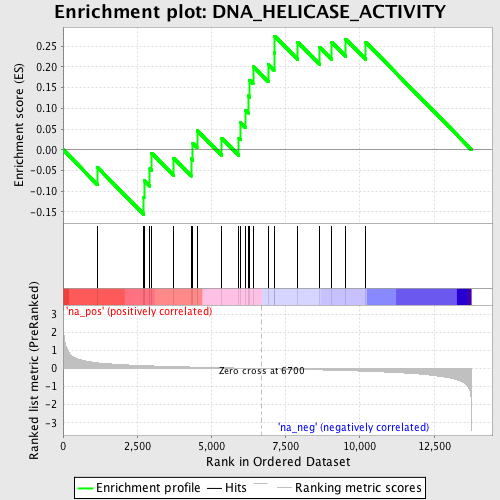 Enrichment plot: DNA_HELICASE_ACTIVITY
Enrichment score (ES)
0.25
0.20
0.15
0.10
0.05
0.00
-0.05
-0.10
-0.15
'na_pos' (positively correlated)
Ranked list metric (PreRanked)
3
2
1
0
-1
-2
-3
Zero cross at 6700
'na_neg' (negatively correlated)
0
2,500
5,000
7,500
10,000
12,500
Rank in Ordered Dataset
Enrichment profile
Hits
Ranking metric scores